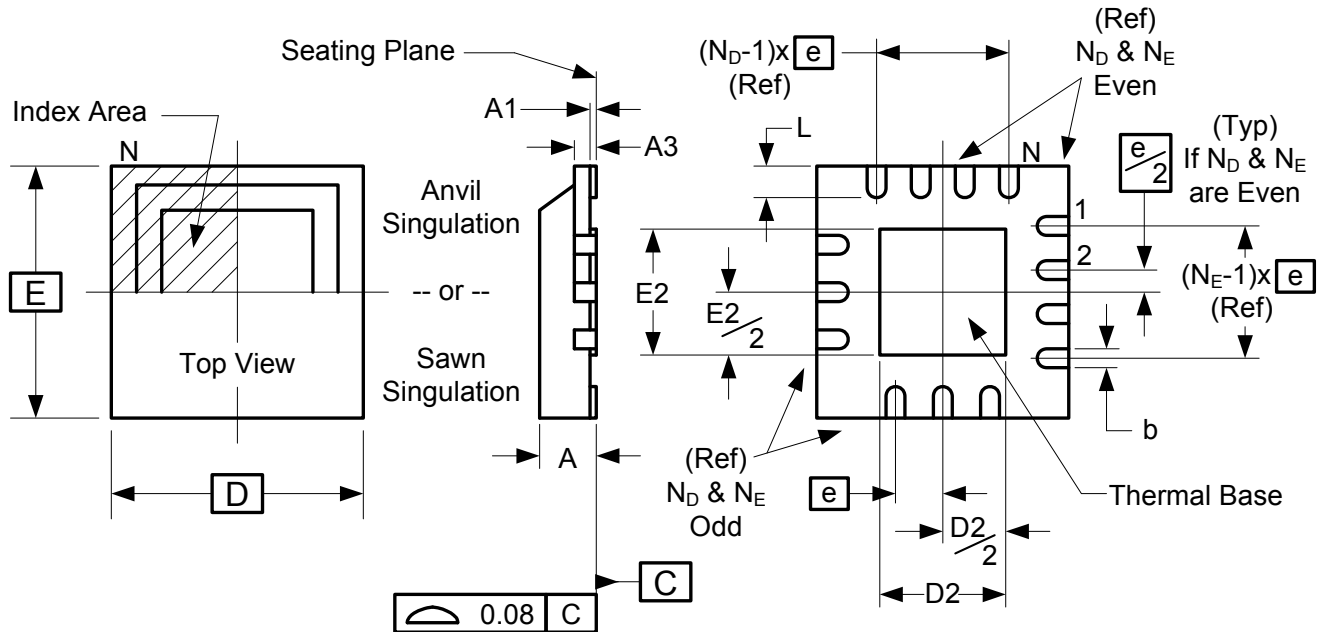 Seating Plane
Index Area
N
A1
A3
E
Top View
D
Anvil
Singulation
-- or --
Sawn
Singulation
A
0.08 C
C
(N_D-1)x e
(Ref)
(Ref)
N_D & N_E
Even
L
N
e/2
(Typ)
If N_D & N_E
are Even
1
2
(N_E-1)x e
(Ref)
E2
E2/2
b
(Ref)
N_D & N_E
Odd
e
Thermal Base
D2/2
D2